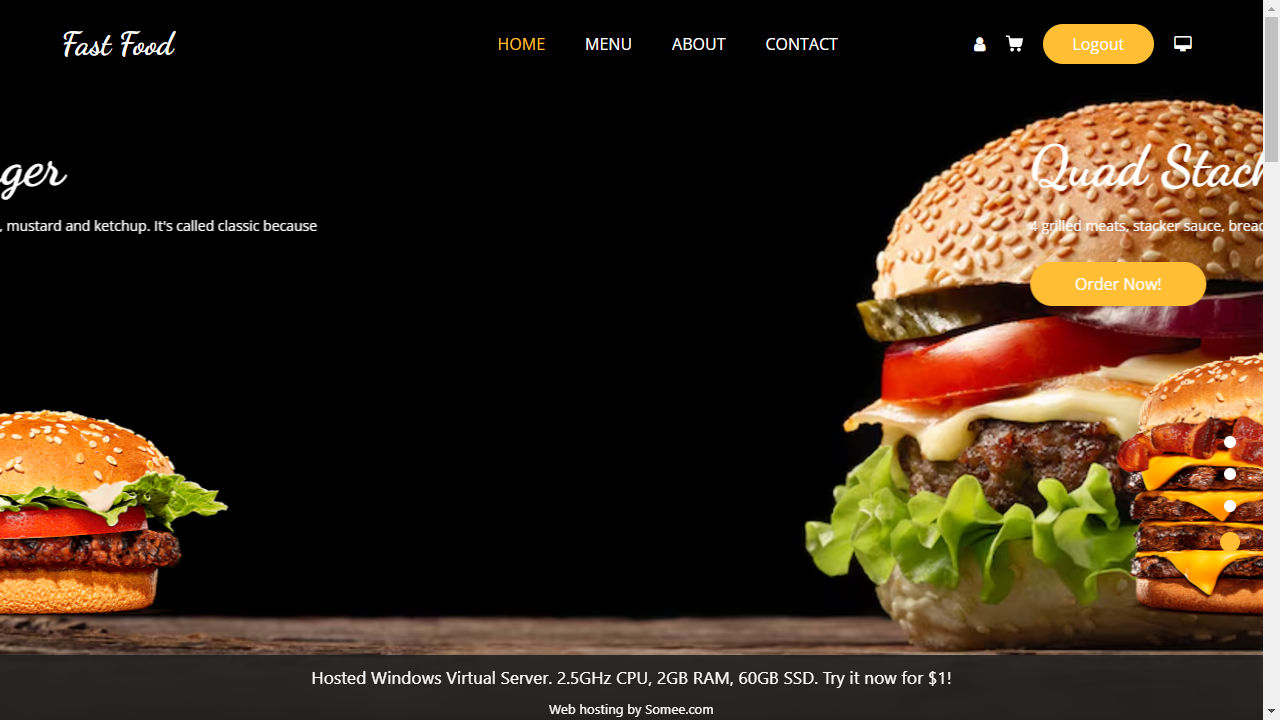 Fast Food
HOME
MENU
ABOUT
CONTACT
Logout
ger
Quad Stack
, mustard and ketchup. It's called classic because
4 grilled meats, stacker sauce, bread
Order Now!
Hosted Windows Virtual Server. 2.5GHz CPU, 2GB RAM, 60GB SSD. Try it now for $1!
Web hosting by Somee.com